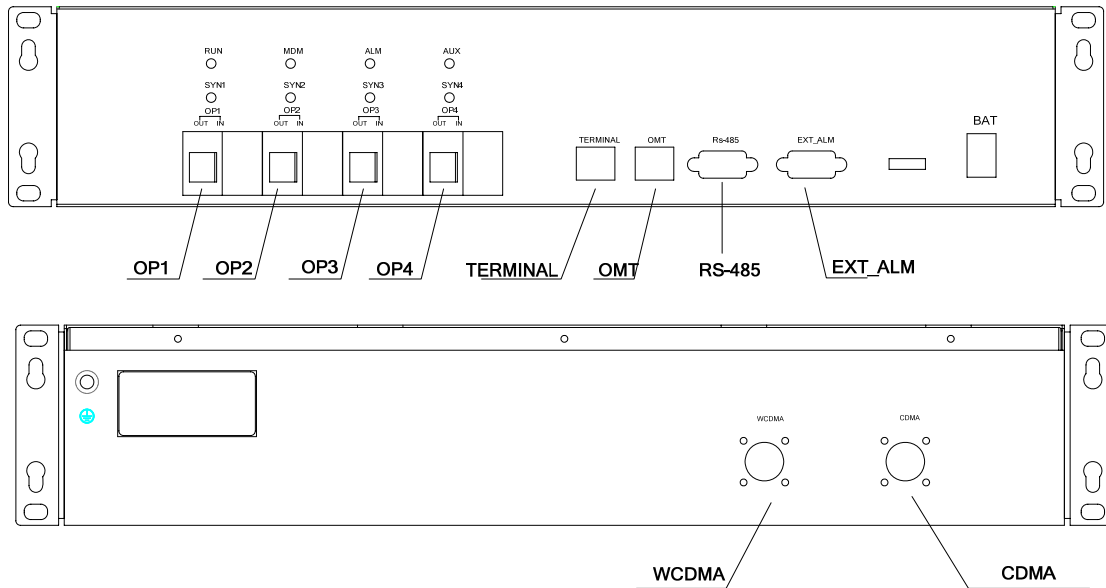 RUN MDM ALM AUX
SYN1 SYN2 SYN3 SYN4
OP1 OP2 OP3 OP4
OUT IN OUT IN OUT IN OUT IN
BAT
TERMINAL OMT Rs-485 EXT_ALM
OP1 OP2 OP3 OP4 TERMINAL OMT RS-485 EXT_ALM
WCDMA CDMA
WCDMA CDMA